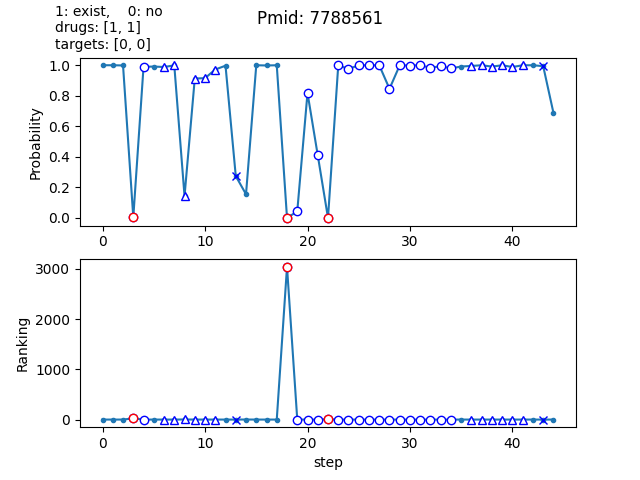 1: exist,    0: no
drugs: [1, 1]
targets: [0, 0]
Pmid: 7788561
Probability
1.0
0.8
0.6
0.4
0.2
0.0
0 10 20 30 40
Ranking
3000
2000
1000
0
0 10 20 30 40
step